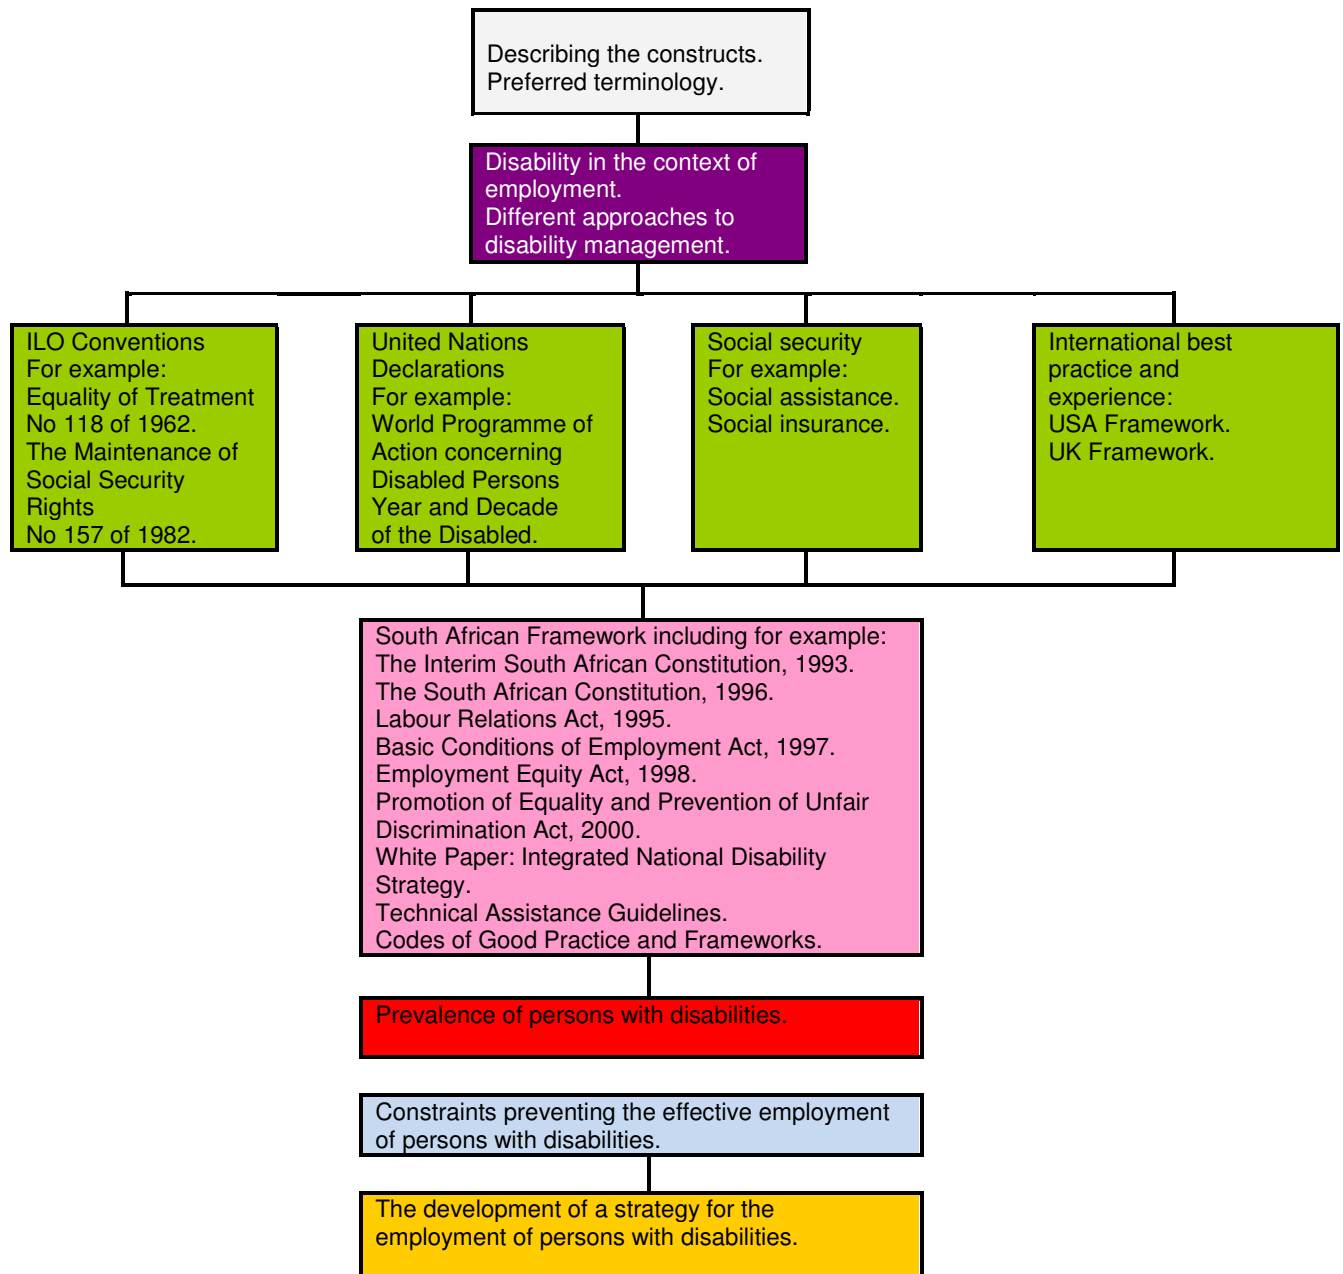 Describing the constructs.
Preferred terminology.
Disability in the context of
employment.
Different approaches to
disability management.
ILO Conventions
For example:
Equality of Treatment
No 118 of 1962.
The Maintenance of
Social Security
Rights
No 157 of 1982.
United Nations
Declarations
For example:
World Programme of
Action concerning
Disabled Persons
Year and Decade
of the Disabled.
Social security
For example:
Social assistance.
Social insurance.
International best
practice and
experience:
USA Framework.
UK Framework.
South African Framework including for example:
The Interim South African Constitution, 1993.
The South African Constitution, 1996.
Labour Relations Act, 1995.
Basic Conditions of Employment Act, 1997.
Employment Equity Act, 1998.
Promotion of Equality and Prevention of Unfair
Discrimination Act, 2000.
White Paper: Integrated National Disability
Strategy.
Technical Assistance Guidelines.
Codes of Good Practice and Frameworks.
Prevalence of persons with disabilities.
Constraints preventing the effective employment
of persons with disabilities.
The development of a strategy for the
employment of persons with disabilities.